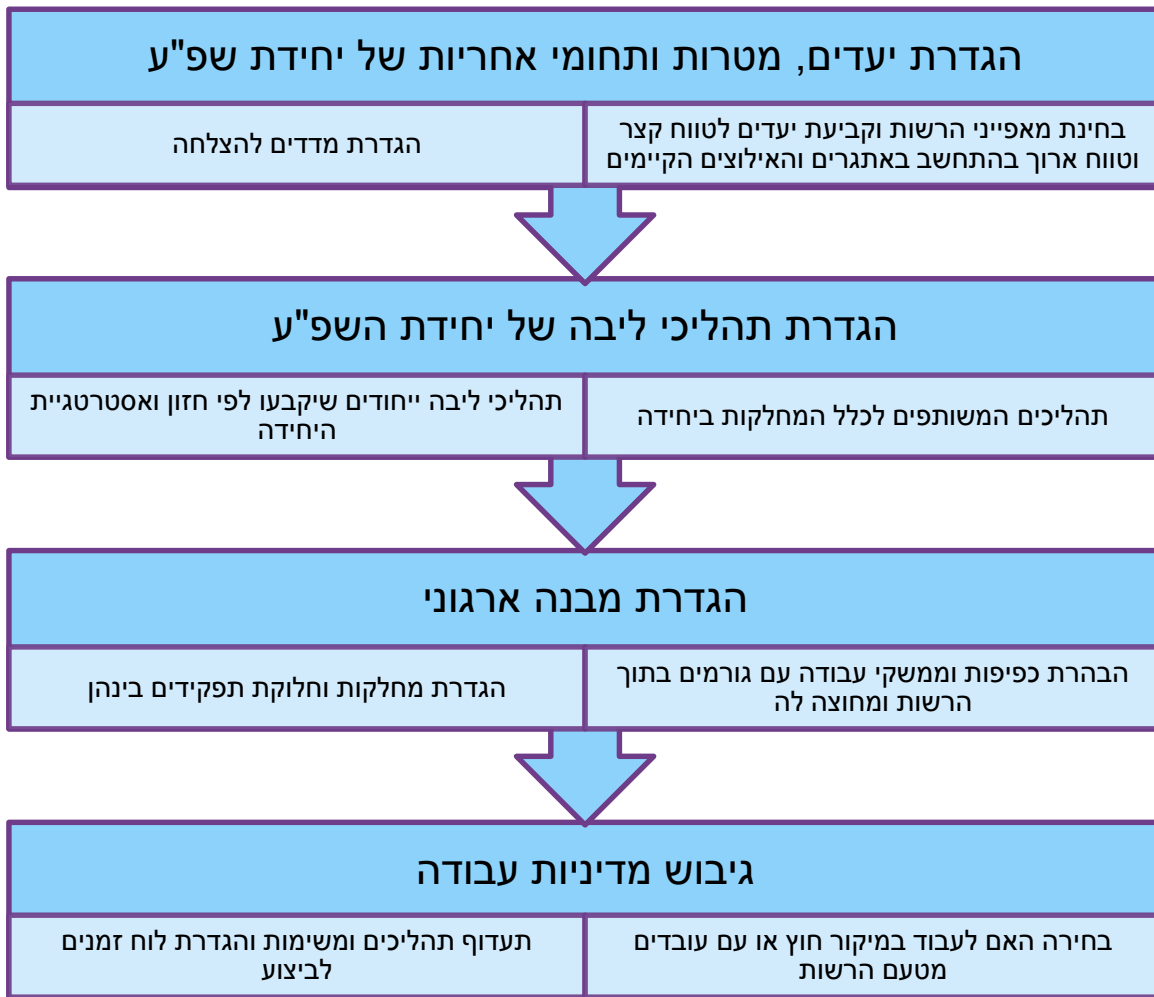 הגדרת יעדים, מטרות ותחומי אחריות של יחידת שפ"ע
בחינת מאפייני הרשות וקביעת יעדים לטווח קצר
וטווח ארוך בהתחשב באתגרים והאילוצים הקיימים
הגדרת מדדים להצלחה
הגדרת תהליכי ליבה של יחידת השפ"ע
תהליכים המשותפים לכלל המחלקות ביחידה
תהליכי ליבה ייחודים שיקבעו לפי חזון ואסטרטגיית
היחידה
הגדרת מבנה ארגוני
הבהרת כפיפות וממשקי עבודה עם גורמים בתוך
הרשות ומחוצה לה
הגדרת מחלקות וחלוקת תפקידים בינהן
גיבוש מדיניות עבודה
בחירה האם לעבוד במיקור חוץ או עם עובדים
מטעם הרשות
תעדוף תהליכים ומשימות והגדרת לוח זמנים
לביצוע